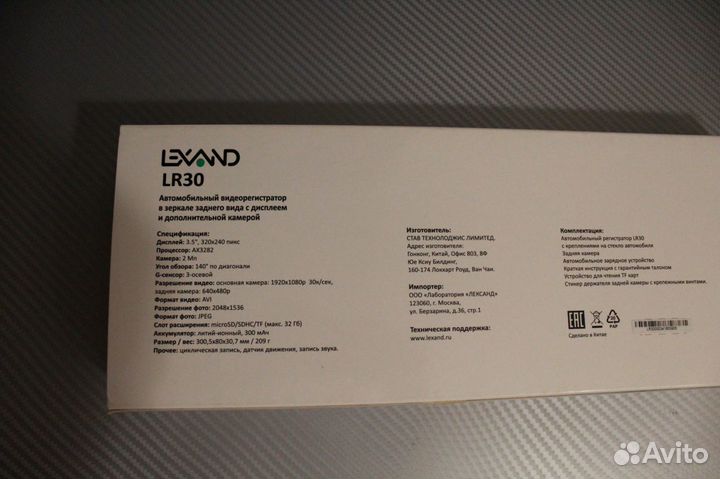 LEXAND
LR30
Автомобильный видеорегистратор
в зеркале заднего вида с дисплеем
и дополнительной камерой
Спецификация:
Дисплей: 3.5", 320x240 пикс
Процессор: AX3282
Камера: 2 Мп
Угол обзора: 140° по диагонали
G-сенсор: 3-осевой
Разрешение видео: основная камера: 1920x1080p 30к/сек,
задняя камера: 640x480p
Формат видео: AVI
Разрешение фото: 2048x1536
Формат фото: JPEG
Слот расширения: microSD/SDHC/TF (макс. 32 Гб)
Аккумулятор: литий-ионный, 300 мАч
Размер / вес: 300,5x80x30,7 мм / 209 г
Прочее: циклическая запись, датчик движения, запись звука.
Изготовитель:
СТАВ ТЕХНОЛОДЖИС ЛИМИТЕД.
Адрес изготовителя:
Гонконг, Китай, Офис 803, 8Ф
Юе Ксиу Билдинг,
160-174 Локхарт Роуд, Ван Чаи.
Импортер:
ООО «Лаборатория «ЛЕКСАНД»
123060, г. Москва,
ул. Берзарина, д.36, стр.1
Техническая поддержка:
www.lexand.ru
Комплектация:
Автомобильный регистратор LR30
с креплениями на стекло автомобиля
Задняя камера
Автомобильное зарядное устройство
Краткая инструкция с гарантийным талоном
Устройство для чтения TF карт
Стикер держателя задней камеры с крепежными винтами.
EAC
20
PAP
Сделано в Китае
Avito